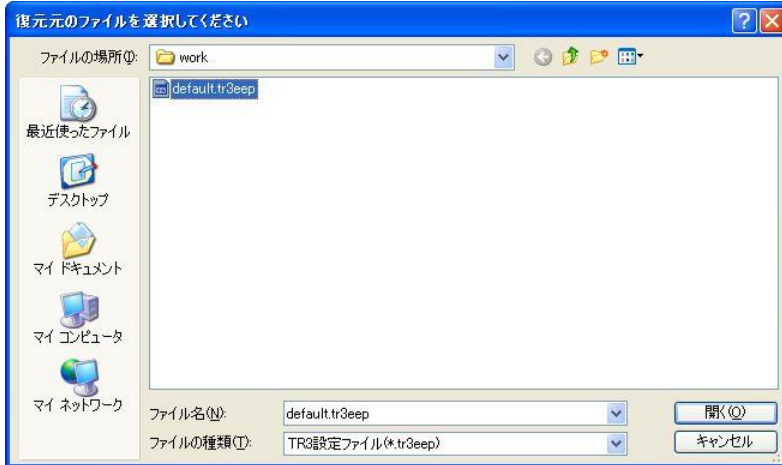 復元元のファイルを選択してください
ファイルの場所(I):
work
default.tr3eep
最近使ったファイル
デスクトップ
マイ ドキュメント
マイ コンピュータ
マイ ネットワーク
ファイル名(N):
default.tr3eep
開く(O)
ファイルの種類(T):
TR3設定ファイル(*.tr3eep)
キャンセル